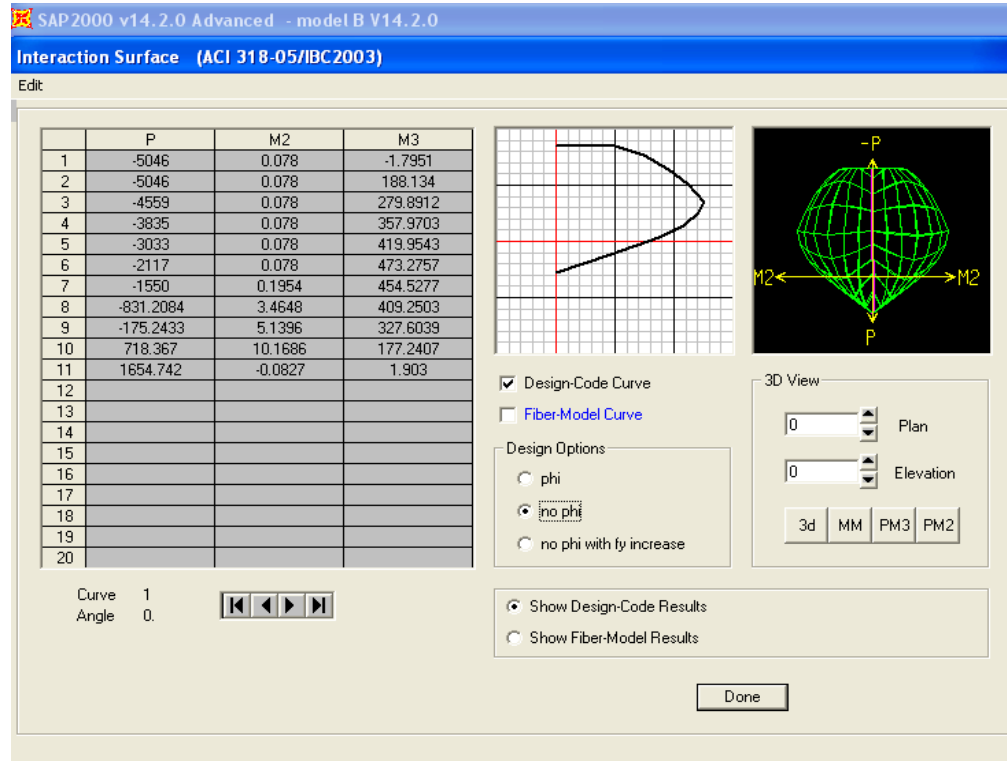 SAP2000 v14.2.0 Advanced - model B V14.2.0
Interaction Surface (ACI 318-05/IBC2003)
Edit
P M2 M3
1 -5046 0.078 -1.7951
2 -5046 0.078 188.134
3 -4559 0.078 279.8912
4 -3835 0.078 357.9703
5 -3033 0.078 419.9543
6 -2117 0.078 473.2757
7 -1550 0.1954 454.5277
8 -831.2084 3.4648 409.2503
9 -175.2433 5.1396 327.6039
10 718.367 10.1686 177.2407
11 1654.742 -0.0827 1.903
12
13
14
15
16
17
18
19
20
Curve 1
Angle 0.
-P
M2 M2
P
Design-Code Curve
Fiber-Model Curve
Design Options
phi
no phi
no phi with fy increase
3D View
0 Plan
0 Elevation
3d MM PM3 PM2
Show Design-Code Results
Show Fiber-Model Results
Done